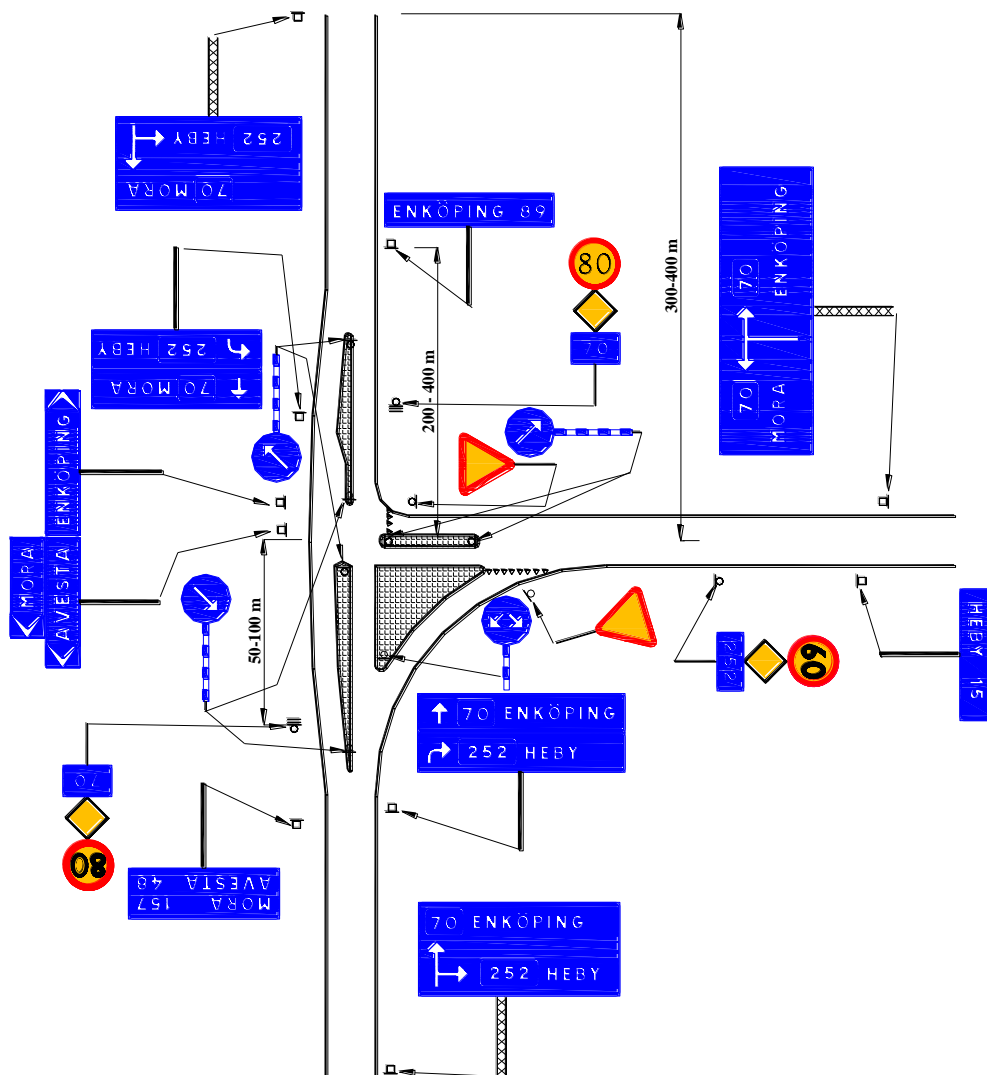 252 HEBY
70 MORA
ENKÖPING 89
80
70
300-400 m
70 ENKÖPING
70 MORA
252 HEBY
70 MORA
200 - 400 m
ENKÖPING
MORA
AVESTA
50-100 m
60
252
HEBY 15
70 ENKÖPING
252 HEBY
70
80
MORA 157
AVESTA 48
70 ENKÖPING
252 HEBY